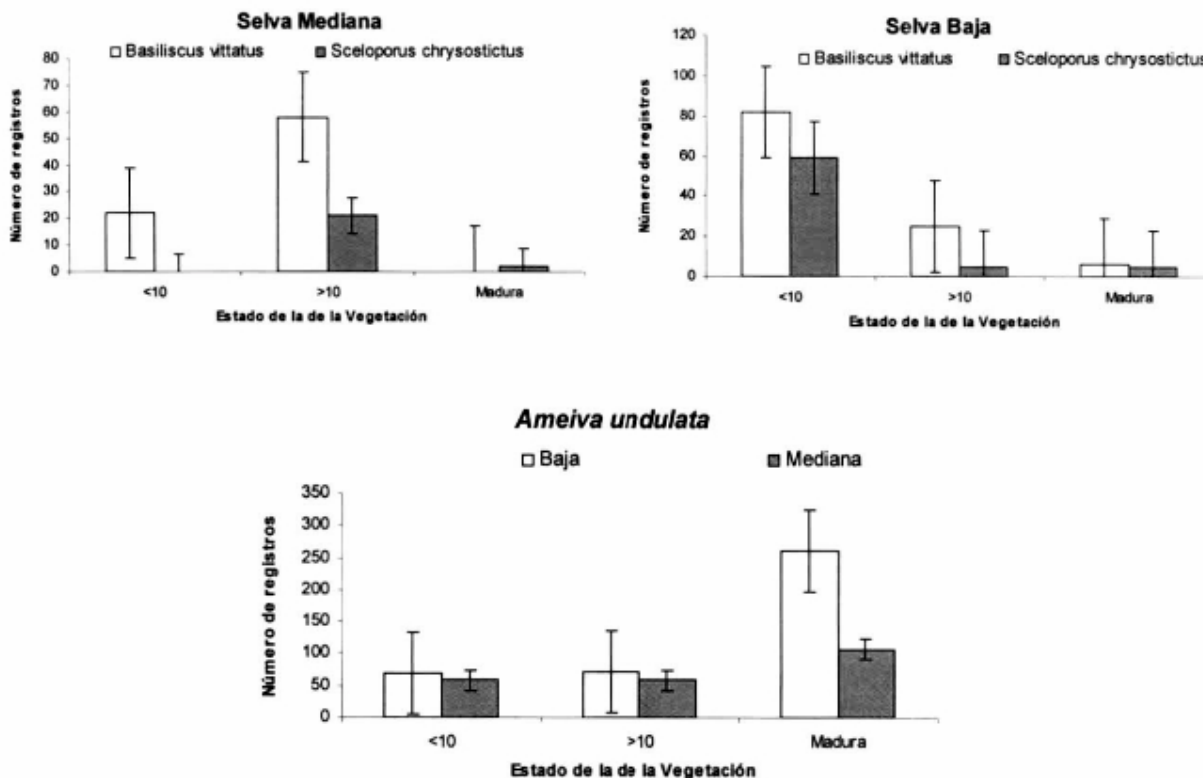 Selva Mediana
Basiliscus vittatus Sceloporus chrysostictus
Número de registros
80
70
60
50
40
30
20
10
0
<10 >10 Madura
Estado de la de la Vegetación
Selva Baja
Basiliscus vittatus Sceloporus chrysostictus
Número de registros
120
100
80
60
40
20
0
<10 >10 Madura
Estado de la de la Vegetación
Ameiva undulata
Baja Mediana
Número de registros
350
300
250
200
150
100
50
0
<10 >10 Madura
Estado de la de la Vegetación